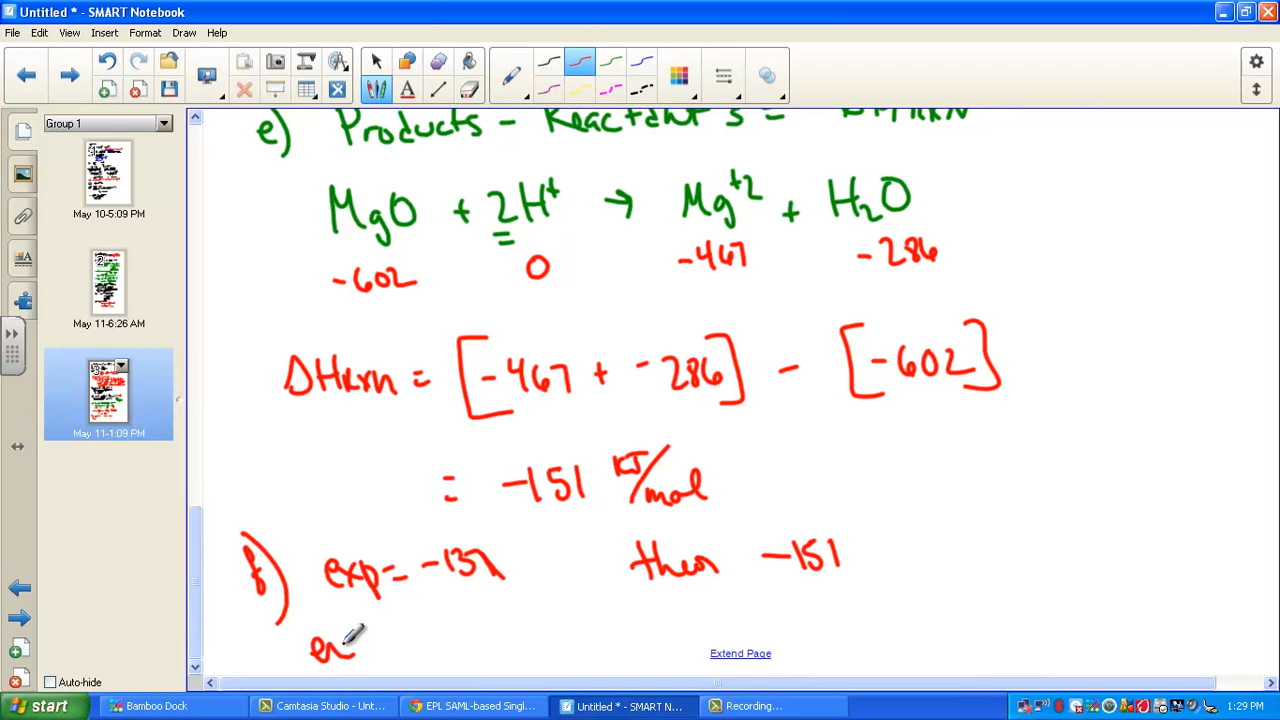 Untitled * - SMART Notebook
File Edit View Insert Format Draw Help
Group 1
May 10-5:09 PM
May 11-6:26 AM
May 11-1:09 PM
Auto-hide
e) Products - Reactant s = ΔHRXN
MgO + 2H+ → Mg+2 + H2O
-602 0 -467 -286
ΔHrxn = [-467 + -286] - [-602]
= -151 KJ/mol
f) exp = -13 theo -151
Extend Page
start Bamboo Dock Camtasia Studio - Unt... EPL SAML-based Singl... Untitled * - SMART N... Recording... 1:29 PM